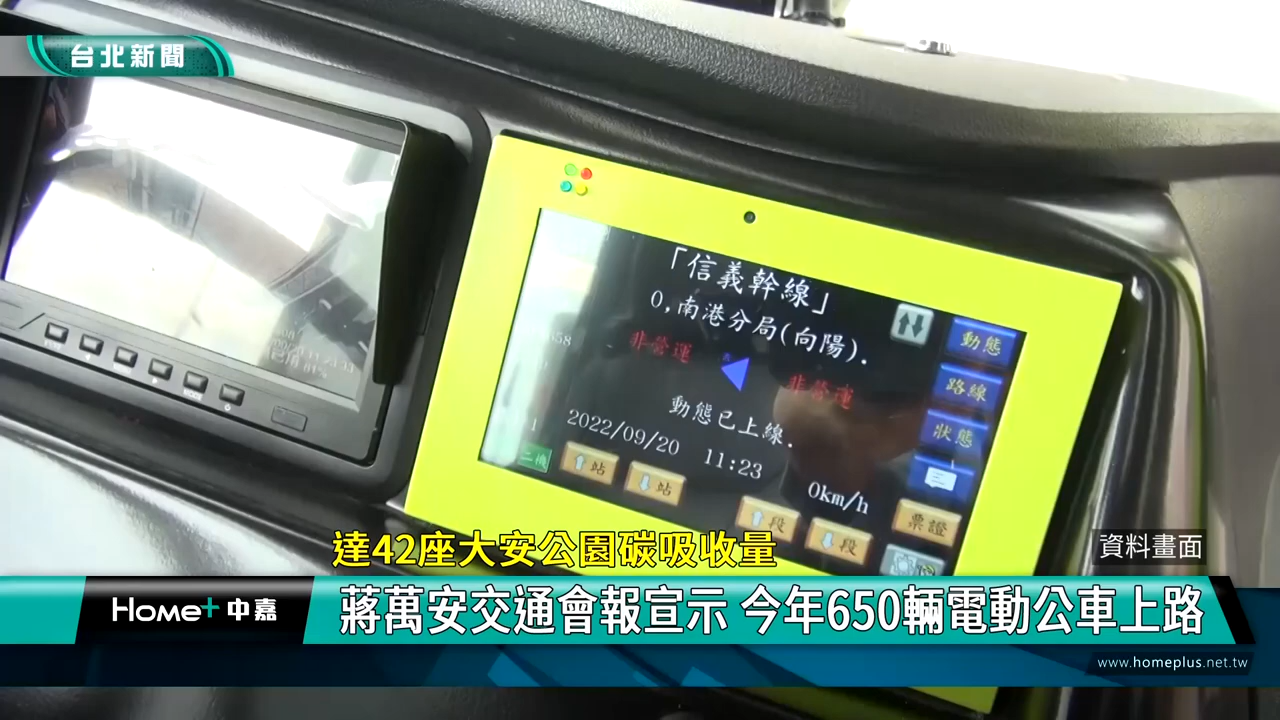 台北新聞
「信義幹線」
0,南港分局(向陽).
非營運
非營運
動態已上線.
2022/09/20 11:23
0km/h
動態
路線
狀態
二機
⇧站
⇩站
⇧段
⇩段
票證
達42座大安公園碳吸收量
資料畫面
Home+中嘉
蔣萬安交通會報宣示 今年650輛電動公車上路
www.homeplus.net.tw